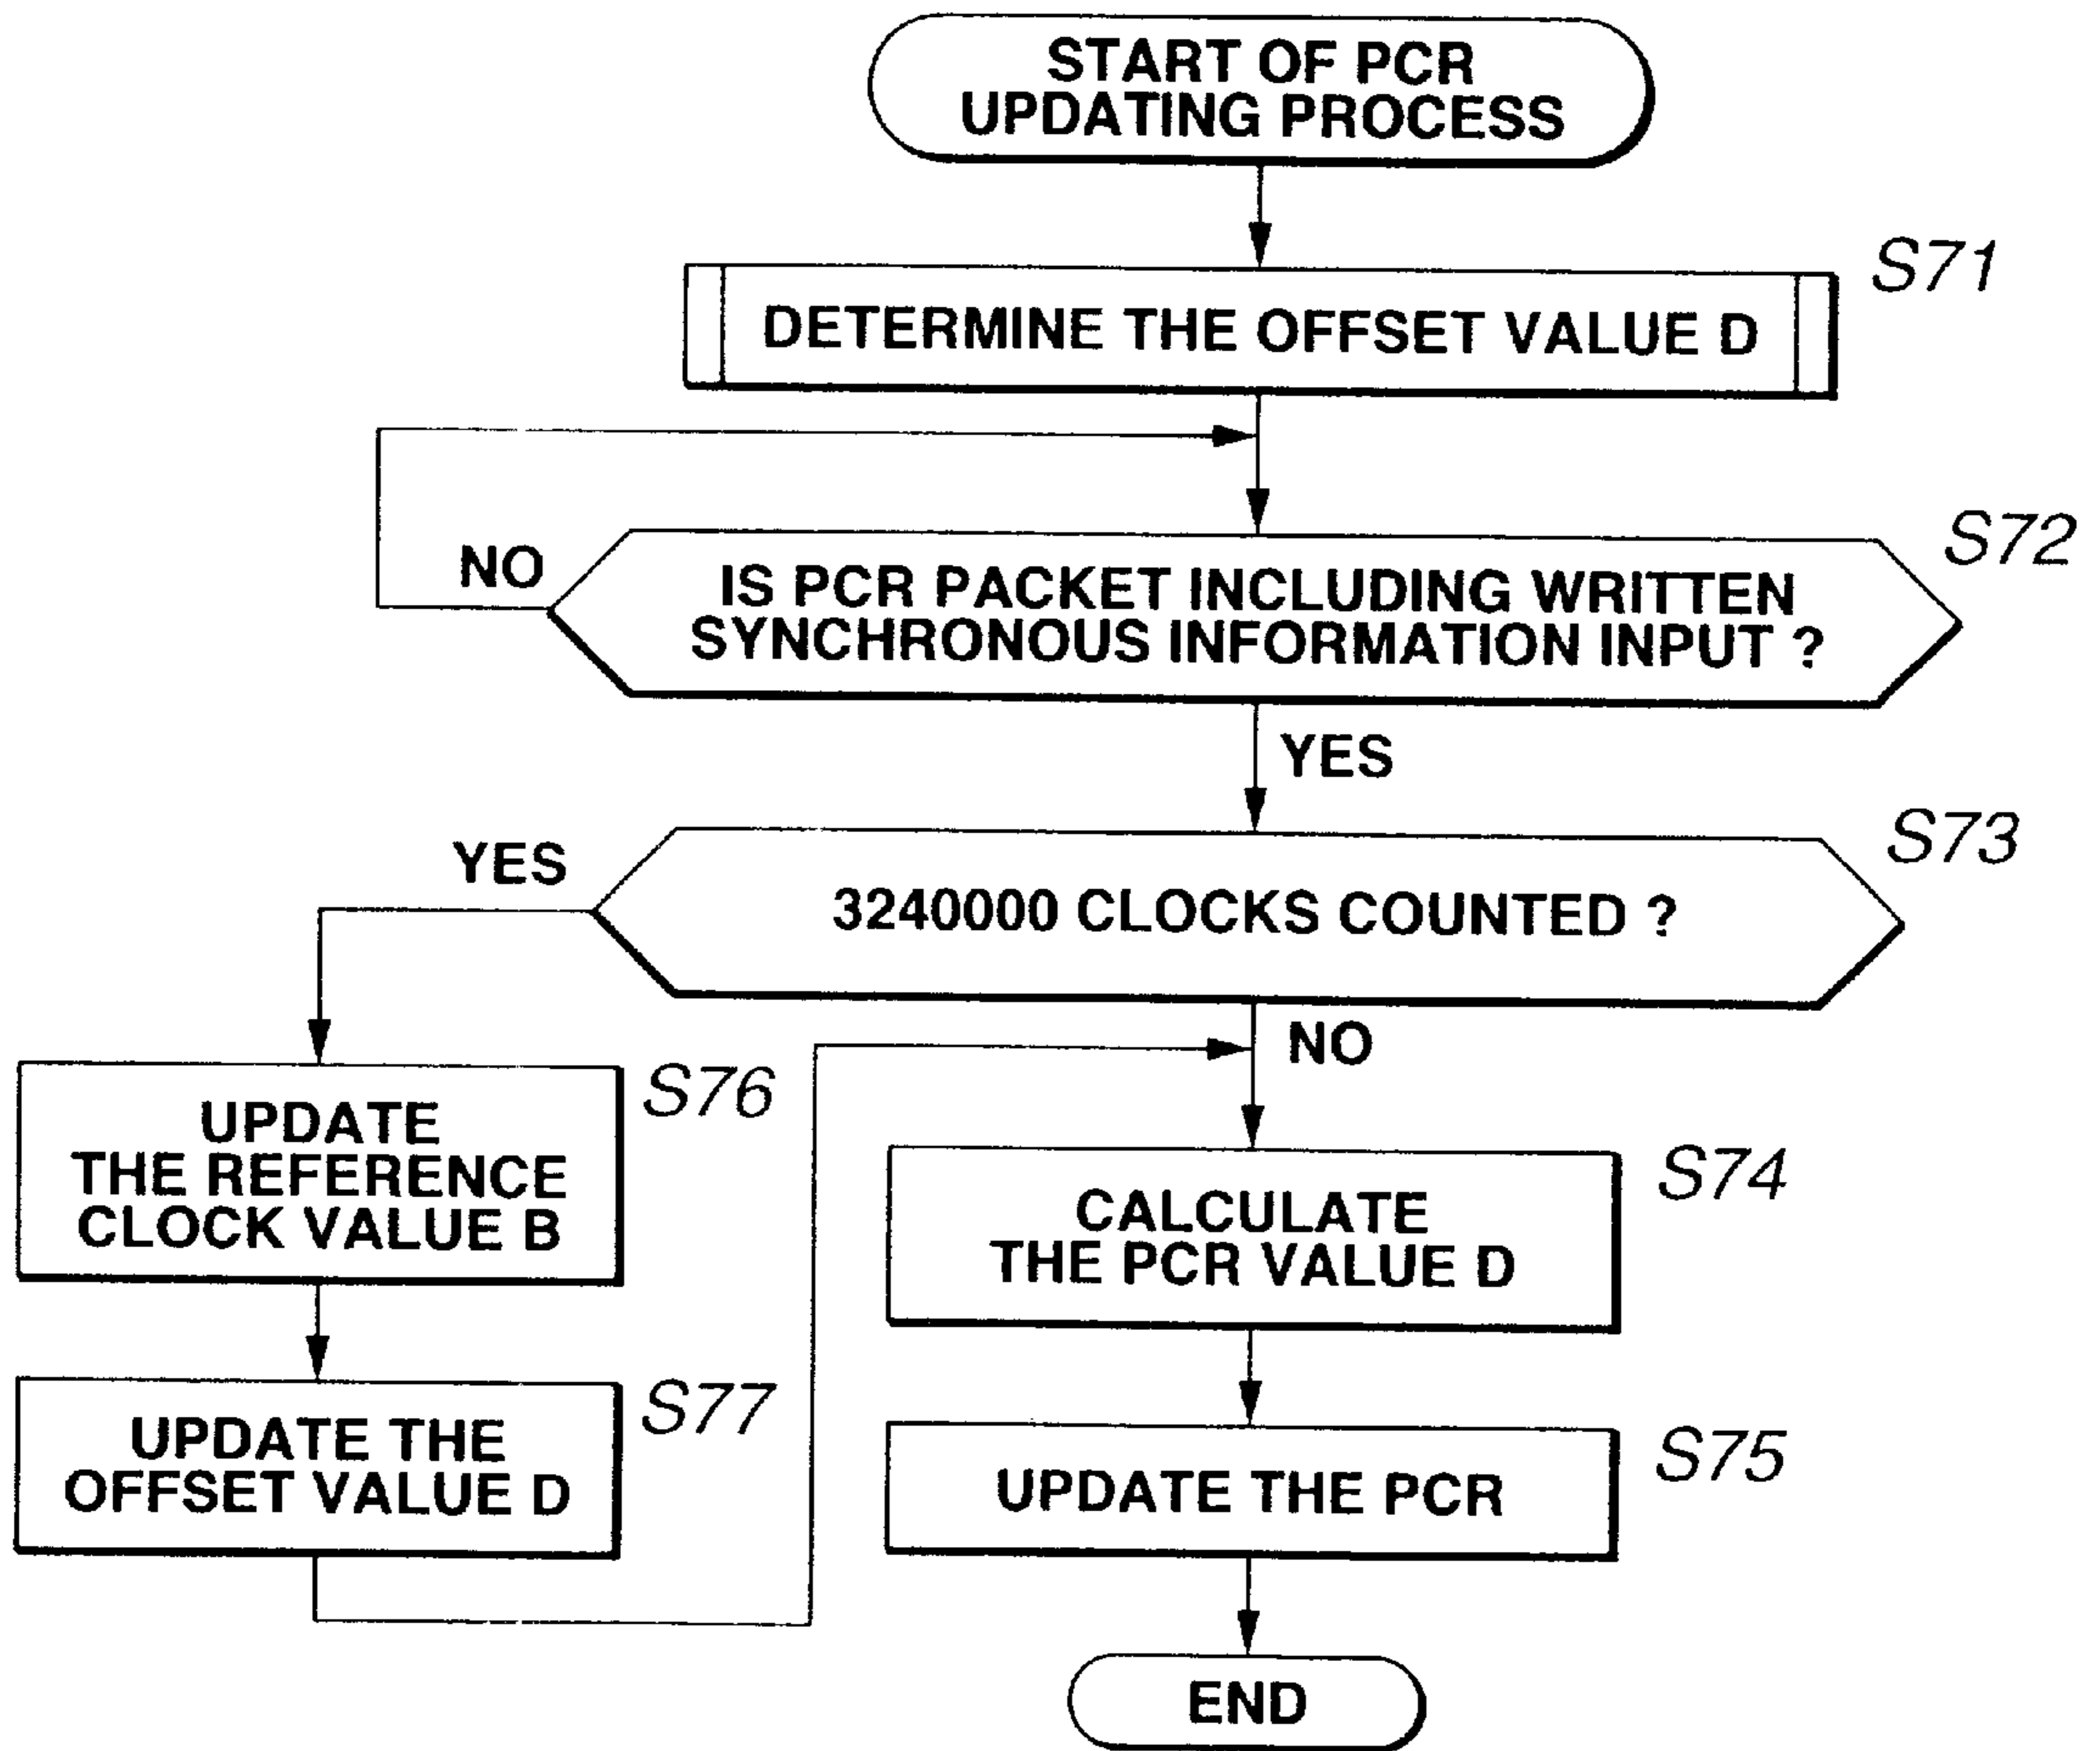 START OF PCR
UPDATING PROCESS
S71
DETERMINE THE OFFSET VALUE D
S72
NO
IS PCR PACKET INCLUDING WRITTEN
SYNCHRONOUS INFORMATION INPUT ?
YES
S73
YES
3240000 CLOCKS COUNTED ?
NO
S76
UPDATE
THE REFERENCE
CLOCK VALUE B
S74
CALCULATE
THE PCR VALUE D
S77
UPDATE THE
OFFSET VALUE D
S75
UPDATE THE PCR
END